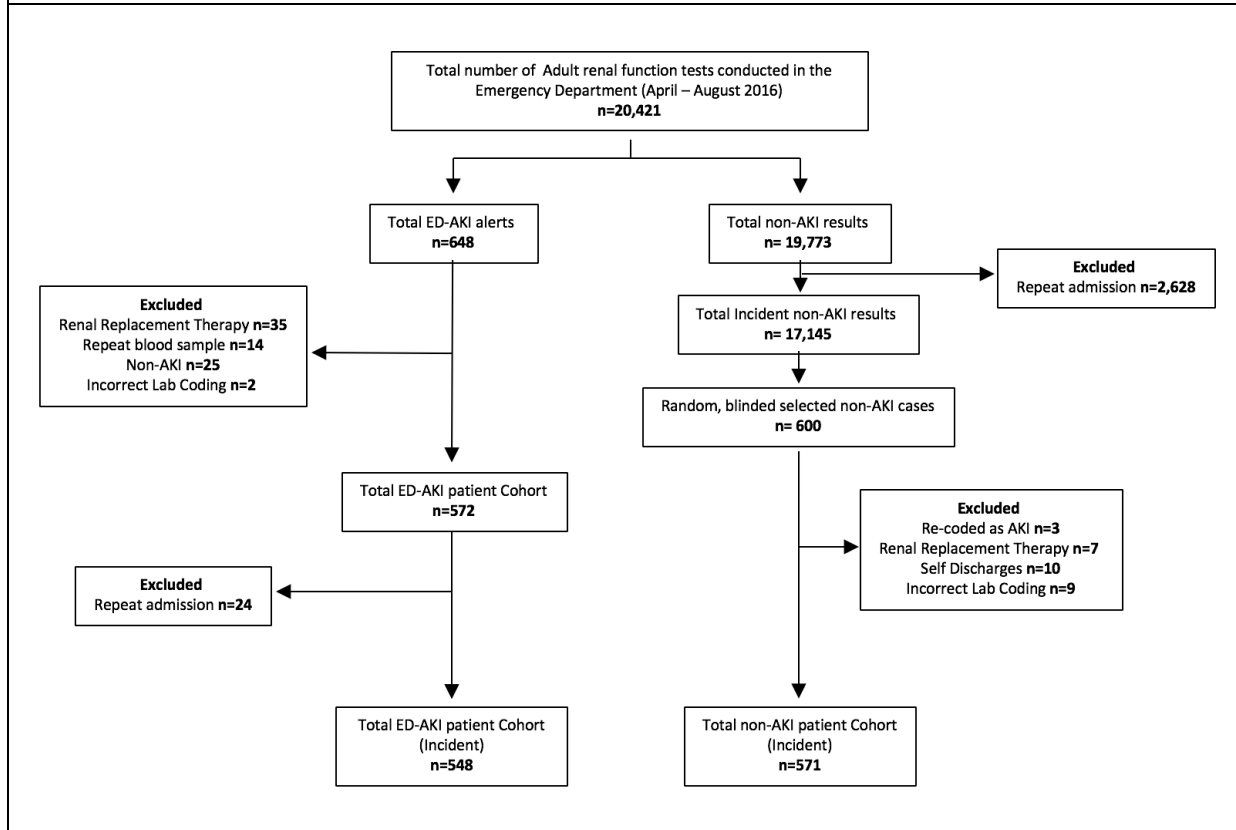 Total number of Adult renal function tests conducted in the
Emergency Department (April – August 2016)
n=20,421
Total ED-AKI alerts
n=648
Total non-AKI results
n= 19,773
Excluded
Repeat admission n=2,628
Excluded
Renal Replacement Therapy n=35
Repeat blood sample n=14
Non-AKI n=25
Incorrect Lab Coding n=2
Total Incident non-AKI results
n= 17,145
Random, blinded selected non-AKI cases
n= 600
Total ED-AKI patient Cohort
n=572
Excluded
Re-coded as AKI n=3
Renal Replacement Therapy n=7
Self Discharges n=10
Incorrect Lab Coding n=9
Excluded
Repeat admission n=24
Total ED-AKI patient Cohort
(Incident)
n=548
Total non-AKI patient Cohort
(Incident)
n=571